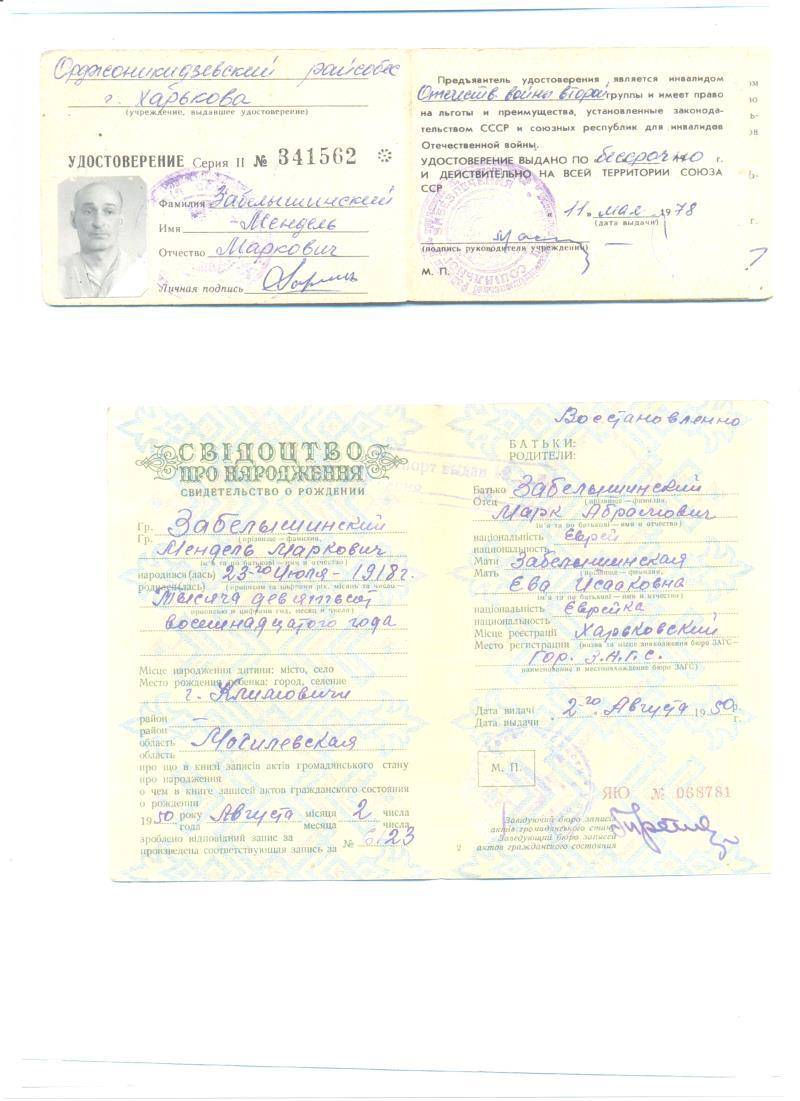 Орджоникидзевский райсобес
г. Харькова
(учреждение, выдавшее удостоверение)
УДОСТОВЕРЕНИЕ Серия II № 341562
Фамилия Забелышинский
Имя Мендель
Отчество Маркович
Личная подпись
Предъявитель удостоверения является инвалидом
Отечеств войны второй группы и имеет право
на льготы и преимущества, установленные законода-
тельством СССР и союзных республик для инвалидов
Отечественной войны.
УДОСТОВЕРЕНИЕ ВЫДАНО ПО бессрочно г.
И ДЕЙСТВИТЕЛЬНО НА ВСЕЙ ТЕРРИТОРИИ СОЮЗА
ССР
„ 11 „ мая 1978 г.
(дата выдачи)
(подпись руководителя учреждения)
М. П.
СВІДОЦТВО
ПРО НАРОДЖЕННЯ
СВИДЕТЕЛЬСТВО О РОЖДЕНИИ
Гр. Забелышинский
Гр. (прізвище—фамилия,
Мендель Маркович
ім'я та по батькові—имя и отчество)
народився(лась) 23-го Июля - 1918 г.
родился(лась) (прописом та цифрами рік, місяць та число—
Тысяча девятьсот
прописью и цифрами год, месяц и число)
восемнадцатого года
Місце народження дитини: місто, село
Место рождения ребенка: город, селение
г. Климовичи
район
район
область Могилевская
область
про що в книзі записів актів громадянського стану
про народження
о чем в книге записей актов гражданского состояния
о рождении
1950 року Августа місяця 2 числа
года месяца числа
зроблено відповідний запис за
произведена соответствующая запись за № 6123
Восстановленно
БАТЬКИ:
РОДИТЕЛИ:
Батько Забелышинский
Отец (прізвище—фамилия,
Марк Абрамович
ім'я та по батькові—имя и отчество)
національність Еврей
национальность
Мати Забелышинская
Мать (прізвище—фамилия,
Ева Исааковна
ім'я та по батькові—имя и отчество)
національність Еврейка
национальность
Місце реєстрації Харьковский
Место регистрации (назва та місце знаходження бюро ЗАГС—
Гор. З.А.Г.С.
наименование и местонахождение бюро ЗАГС)
Дата видачі 2-го Августа 1950 р.
Дата выдачи г.
М. П.
ЯЮ № 068781
Завідуючий бюро записів
актів громадянського стану
Заведующий бюро записей
актов гражданского состояния
2